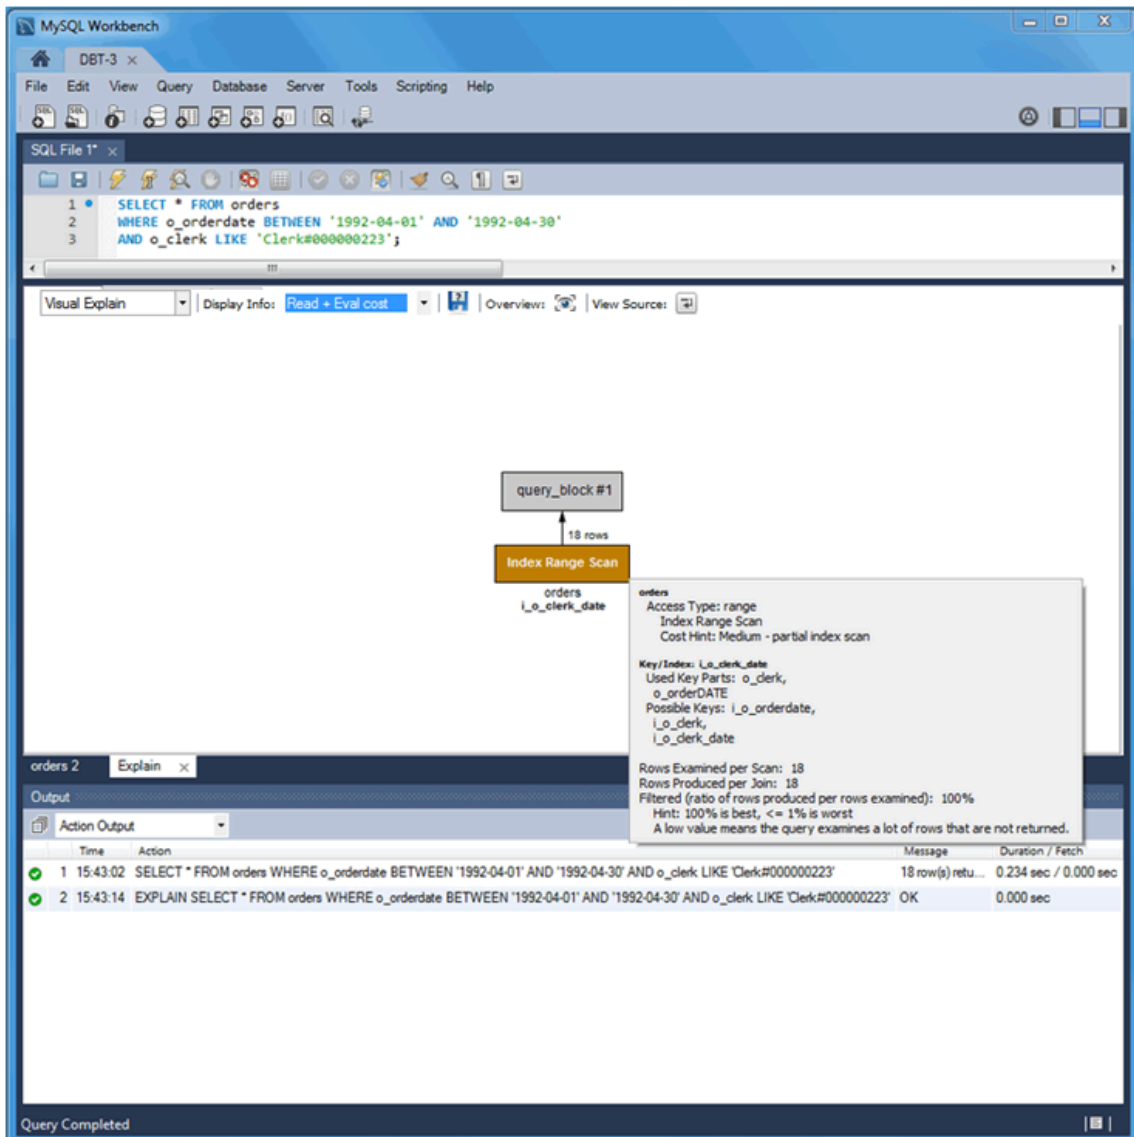 MySQL Workbench
DBT-3
File Edit View Query Database Server Tools Scripting Help
SQL File 1*
1 SELECT * FROM orders
2 WHERE o_orderdate BETWEEN '1992-04-01' AND '1992-04-30'
3 AND o_clerk LIKE 'Clerk#000000223';
Visual Explain Display Info: Read + Eval cost Overview: View Source:
query_block #1
18 rows
Index Range Scan
orders
i_o_clerk_date
orders
Access Type: range
Index Range Scan
Cost Hint: Medium - partial index scan
Key/Index: i_o_clerk_date
Used Key Parts: o_clerk,
o_orderDATE
Possible Keys: i_o_orderdate,
i_o_clerk,
i_o_clerk_date
Rows Examined per Scan: 18
Rows Produced per Join: 18
Filtered (ratio of rows produced per rows examined): 100%
Hint: 100% is best, <= 1% is worst
A low value means the query examines a lot of rows that are not returned.
orders 2 Explain
Output
Action Output
Time Action Message Duration / Fetch
1 15:43:02 SELECT * FROM orders WHERE o_orderdate BETWEEN '1992-04-01' AND '1992-04-30' AND o_clerk LIKE 'Clerk#000000223' 18 row(s) retu... 0.234 sec / 0.000 sec
2 15:43:14 EXPLAIN SELECT * FROM orders WHERE o_orderdate BETWEEN '1992-04-01' AND '1992-04-30' AND o_clerk LIKE 'Clerk#000000223' OK 0.000 sec
Query Completed